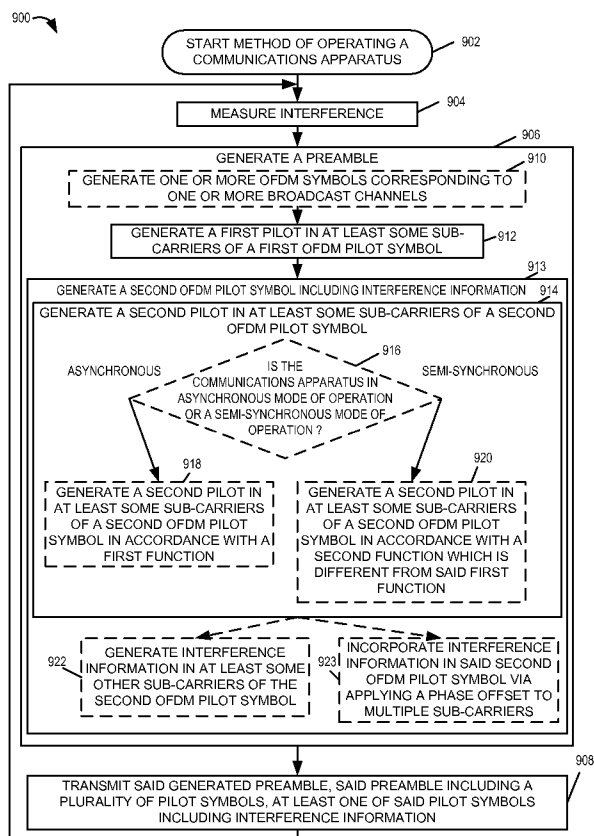 900
START METHOD OF OPERATING A
COMMUNICATIONS APPARATUS
902
MEASURE INTERFERENCE
904
906
GENERATE A PREAMBLE
910
GENERATE ONE OR MORE OFDM SYMBOLS CORRESPONDING TO
ONE OR MORE BROADCAST CHANNELS
GENERATE A FIRST PILOT IN AT LEAST SOME SUB-
CARRIERS OF A FIRST OFDM PILOT SYMBOL
912
913
GENERATE A SECOND OFDM PILOT SYMBOL INCLUDING INTERFERENCE INFORMATION
914
GENERATE A SECOND PILOT IN AT LEAST SOME SUB-CARRIERS OF A SECOND
OFDM PILOT SYMBOL
916
ASYNCHRONOUS
SEMI-SYNCHRONOUS
IS THE
COMMUNICATIONS APPARATUS IN
ASYNCHRONOUS MODE OF OPERATION
OR A SEMI-SYNCHRONOUS MODE OF
OPERATION ?
918
GENERATE A SECOND PILOT IN
AT LEAST SOME SUB-CARRIERS
OF A SECOND OFDM PILOT
SYMBOL IN ACCORDANCE WITH A
FIRST FUNCTION
920
GENERATE A SECOND PILOT IN
AT LEAST SOME SUB-CARRIERS
OF A SECOND OFDM PILOT
SYMBOL IN ACCORDANCE WITH A
SECOND FUNCTION WHICH IS
DIFFERENT FROM SAID FIRST
FUNCTION
922
GENERATE INTERFERENCE
INFORMATION IN AT LEAST SOME
OTHER SUB-CARRIERS OF THE
SECOND OFDM PILOT SYMBOL
923
INCORPORATE INTERFERENCE
INFORMATION IN SAID SECOND
OFDM PILOT SYMBOL VIA
APPLYING A PHASE OFFSET TO
MULTIPLE SUB-CARRIERS
908
TRANSMIT SAID GENERATED PREAMBLE, SAID PREAMBLE INCLUDING A
PLURALITY OF PILOT SYMBOLS, AT LEAST ONE OF SAID PILOT SYMBOLS
INCLUDING INTERFERENCE INFORMATION